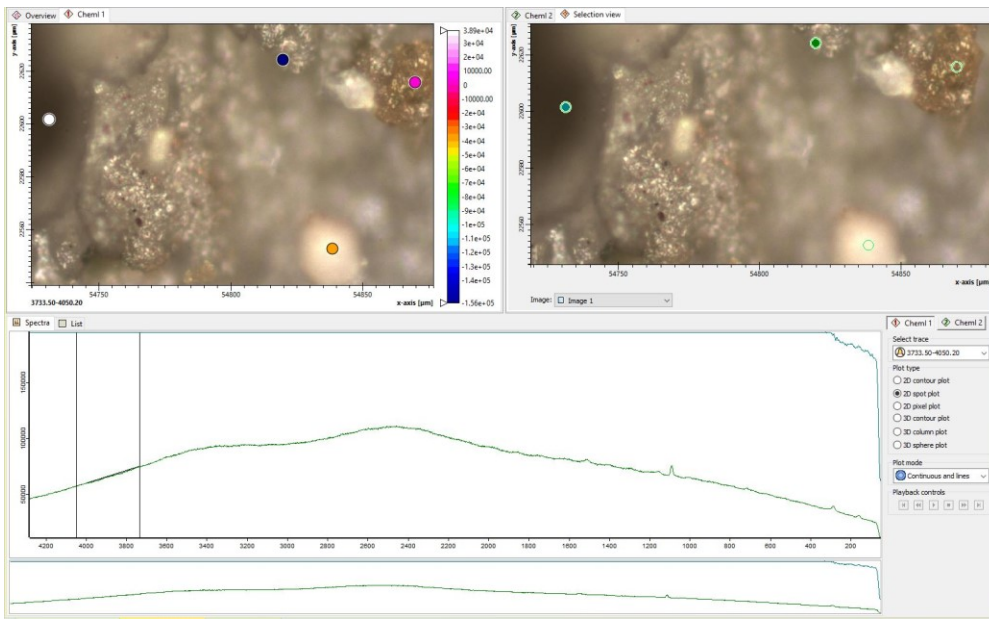 Overview Cheml 1
y-axis [µm]
22620
22600
22580
22560
3.89e+04
3e+04
2e+04
10000.00
0
-10000.00
-2e+04
-3e+04
-4e+04
-5e+04
-6e+04
-7e+04
-8e+04
-9e+04
-1e+05
-1.1e+05
-1.2e+05
-1.3e+05
-1.4e+05
-1.56e+05
54750 54800 54850
3733.50-4050.20 x-axis [µm]
Cheml 2 Selection view
y-axis [µm]
22620
22600
22580
22560
54750 54800 54850
x-axis [µm]
Image: Image 1
Spectra List
150000
100000
50000
4200 4000 3800 3600 3400 3200 3000 2800 2600 2400 2200 2000 1800 1600 1400 1200 1000 800 600 400 200
Cheml 1 Cheml 2
Select trace
3733.50-4050.20
Plot type
2D contour plot
2D spot plot
2D pixel plot
3D contour plot
3D column plot
3D sphere plot
Plot mode
Continuous and lines
Playback controls